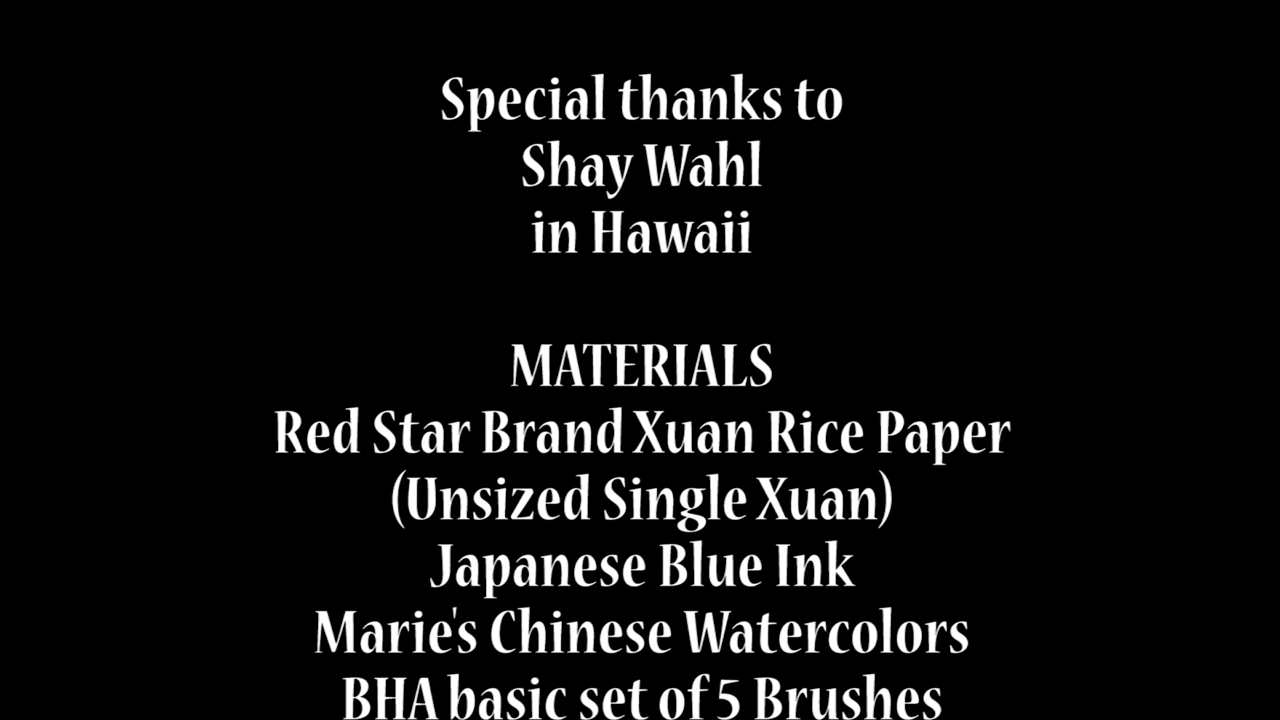 Special thanks to
Shay Wahl
in Hawaii
MATERIALS
Red Star Brand Xuan Rice Paper
(Unsized Single Xuan)
Japanese Blue Ink
Marie's Chinese Watercolors
BHA basic set of 5 Brushes